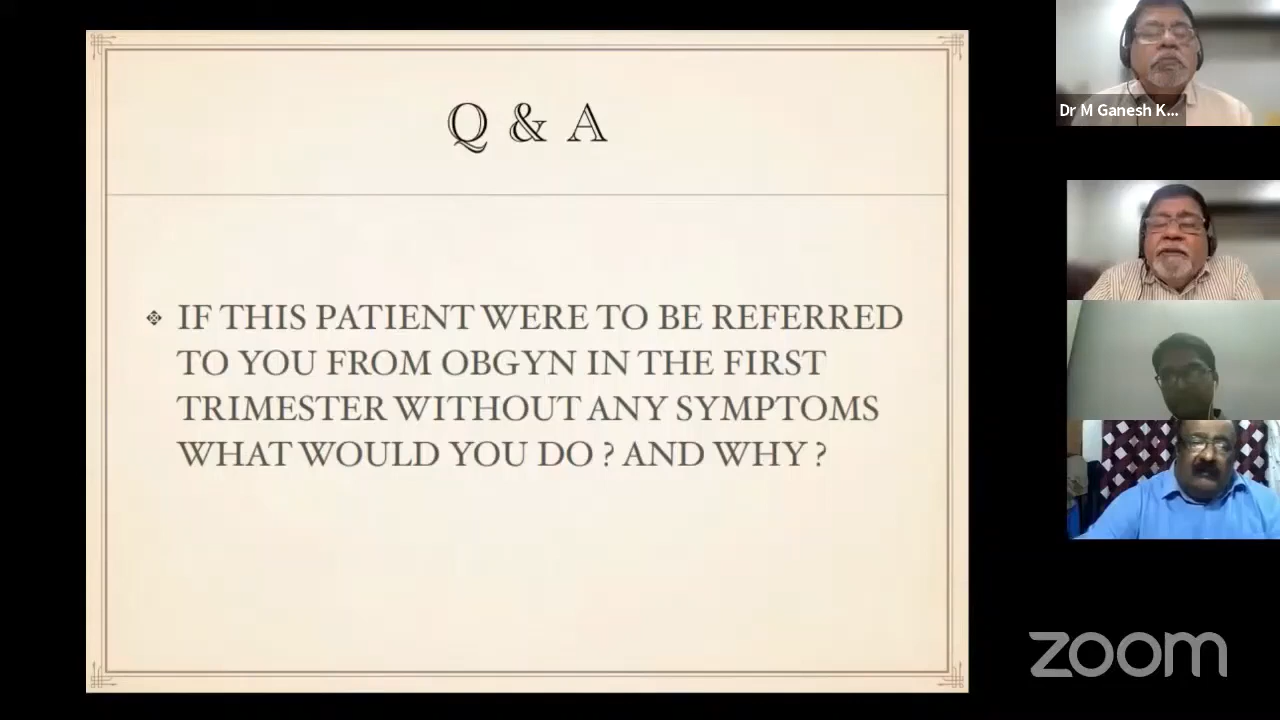 Q & A
IF THIS PATIENT WERE TO BE REFERRED
TO YOU FROM OBGYN IN THE FIRST
TRIMESTER WITHOUT ANY SYMPTOMS
WHAT WOULD YOU DO ? AND WHY ?
Dr M Ganesh K...
zoom